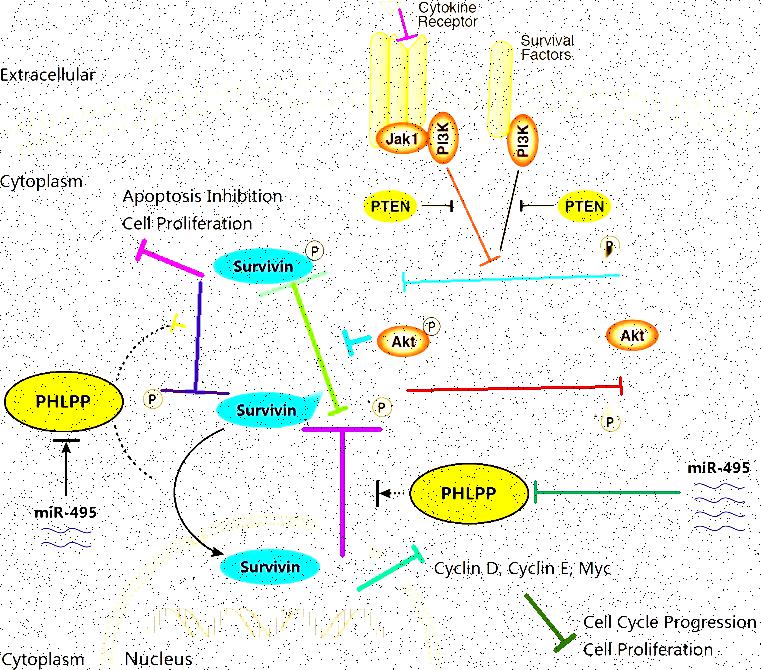 Cytokine
Receptor
Survival
Factors
Extracellular
Jak1
PI3K
PI3K
Cytoplasm
Apoptosis Inhibition
Cell Proliferation
PTEN
PTEN
P
P
Survivin
P
Akt
Akt
PHLPP
P
Survivin
P
P
miR-495
PHLPP
miR-495
Survivin
Cyclin D, Cyclin E, Myc
Cell Cycle Progression
Cell Proliferation
Cytoplasm
Nucleus